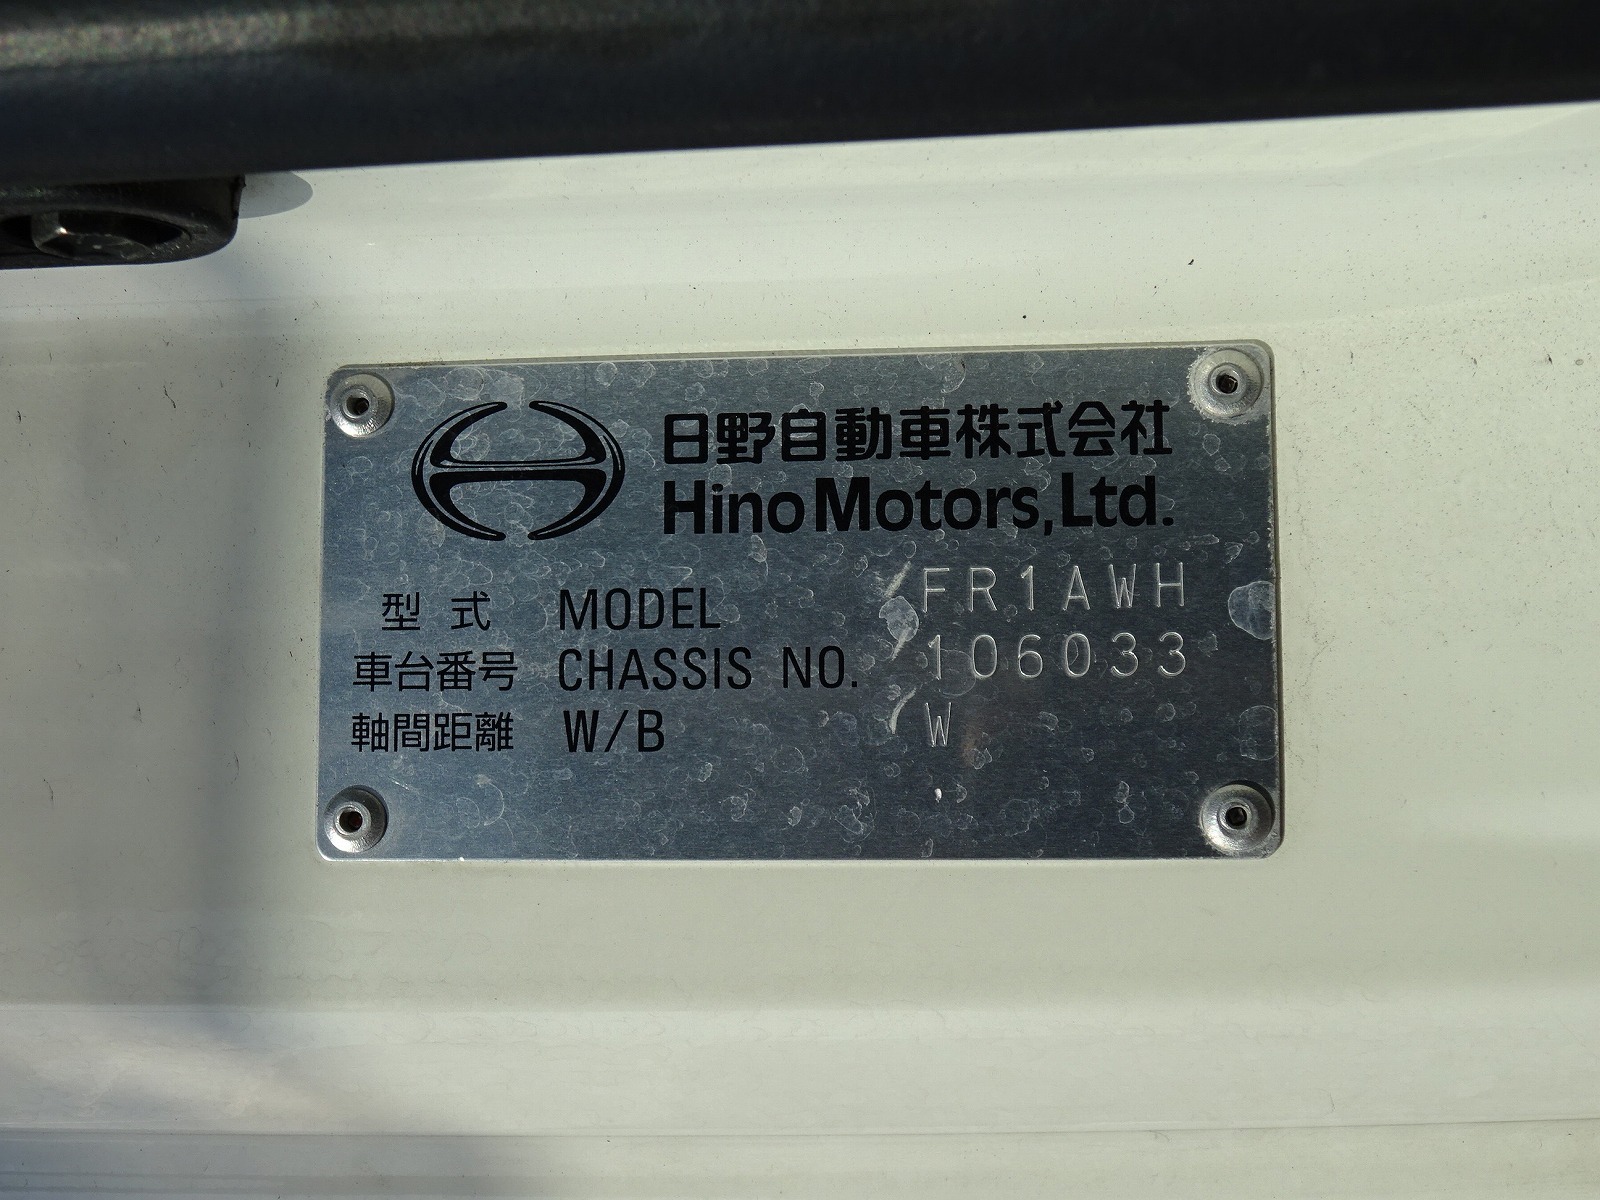 日野自動車株式会社
Hino Motors, Ltd.
型式 MODEL FR1AWH
車台番号 CHASSIS NO. 106033
軸間距離 W/B W